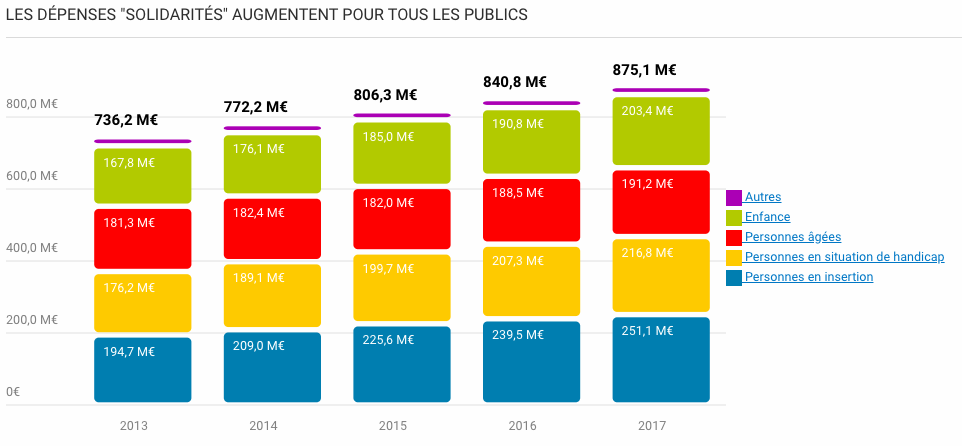 LES DÉPENSES "SOLIDARITÉS" AUGMENTENT POUR TOUS LES PUBLICS
875,1 M€
840,8 M€
806,3 M€
772,2 M€
736,2 M€
800,0 M€
600,0 M€
400,0 M€
200,0 M€
0€
167,8 M€
176,1 M€
185,0 M€
190,8 M€
203,4 M€
181,3 M€
182,4 M€
182,0 M€
188,5 M€
191,2 M€
176,2 M€
189,1 M€
199,7 M€
207,3 M€
216,8 M€
194,7 M€
209,0 M€
225,6 M€
239,5 M€
251,1 M€
2013
2014
2015
2016
2017
Autres
Enfance
Personnes âgées
Personnes en situation de handicap
Personnes en insertion